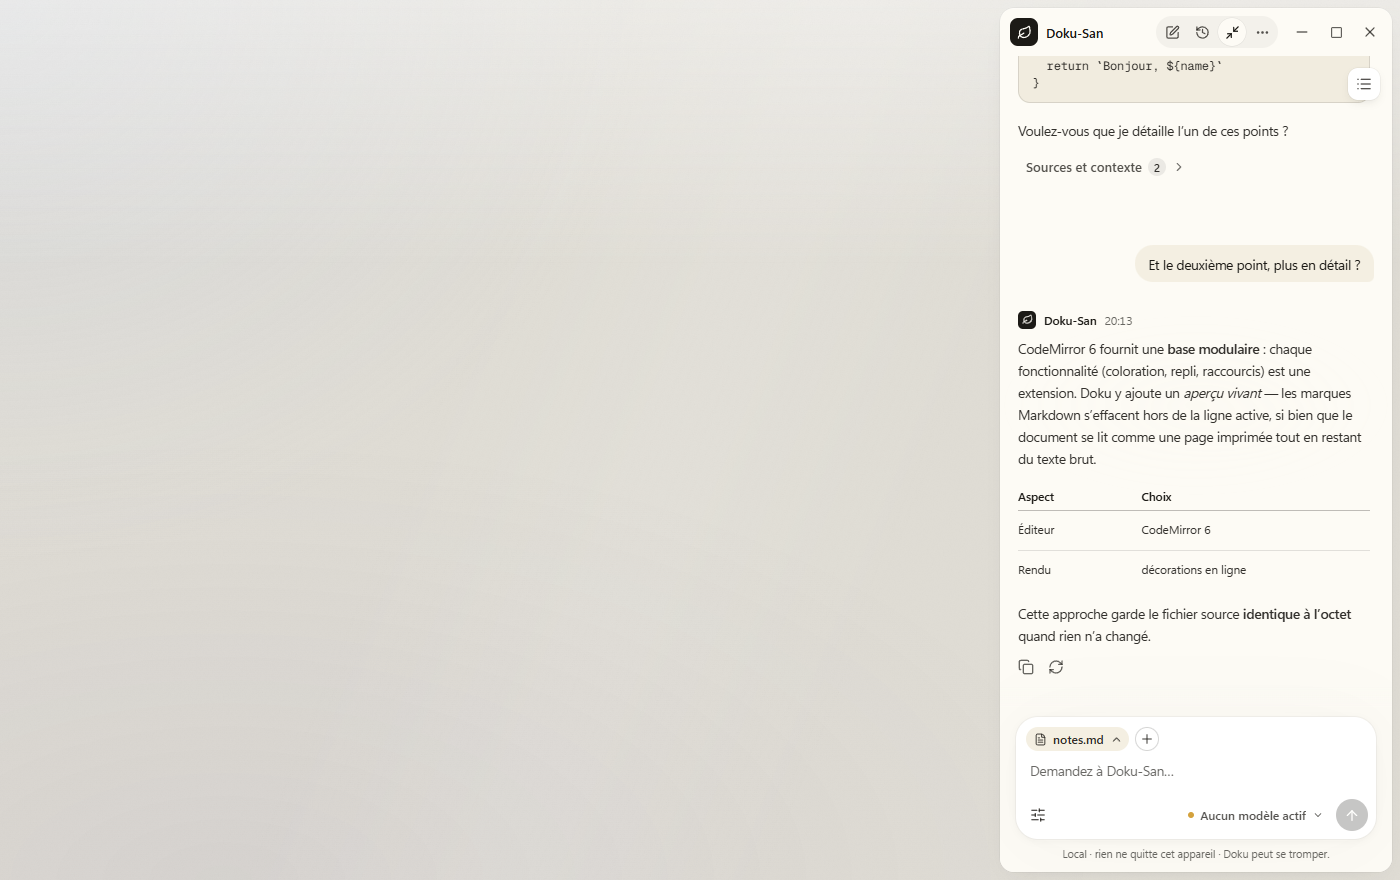 Doku-San
return `Bonjour, ${name}`
}
Voulez-vous que je détaille l’un de ces points ?
Sources et contexte 2
Et le deuxième point, plus en détail ?
Doku-San 20:13
CodeMirror 6 fournit une base modulaire : chaque
fonctionnalité (coloration, repli, raccourcis) est une
extension. Doku y ajoute un aperçu vivant — les marques
Markdown s’effacent hors de la ligne active, si bien que le
document se lit comme une page imprimée tout en restant
du texte brut.
Aspect Choix
Éditeur CodeMirror 6
Rendu décorations en ligne
Cette approche garde le fichier source identique à l’octet
quand rien n’a changé.
notes.md
Demandez à Doku-San…
Aucun modèle actif
Local · rien ne quitte cet appareil · Doku peut se tromper.